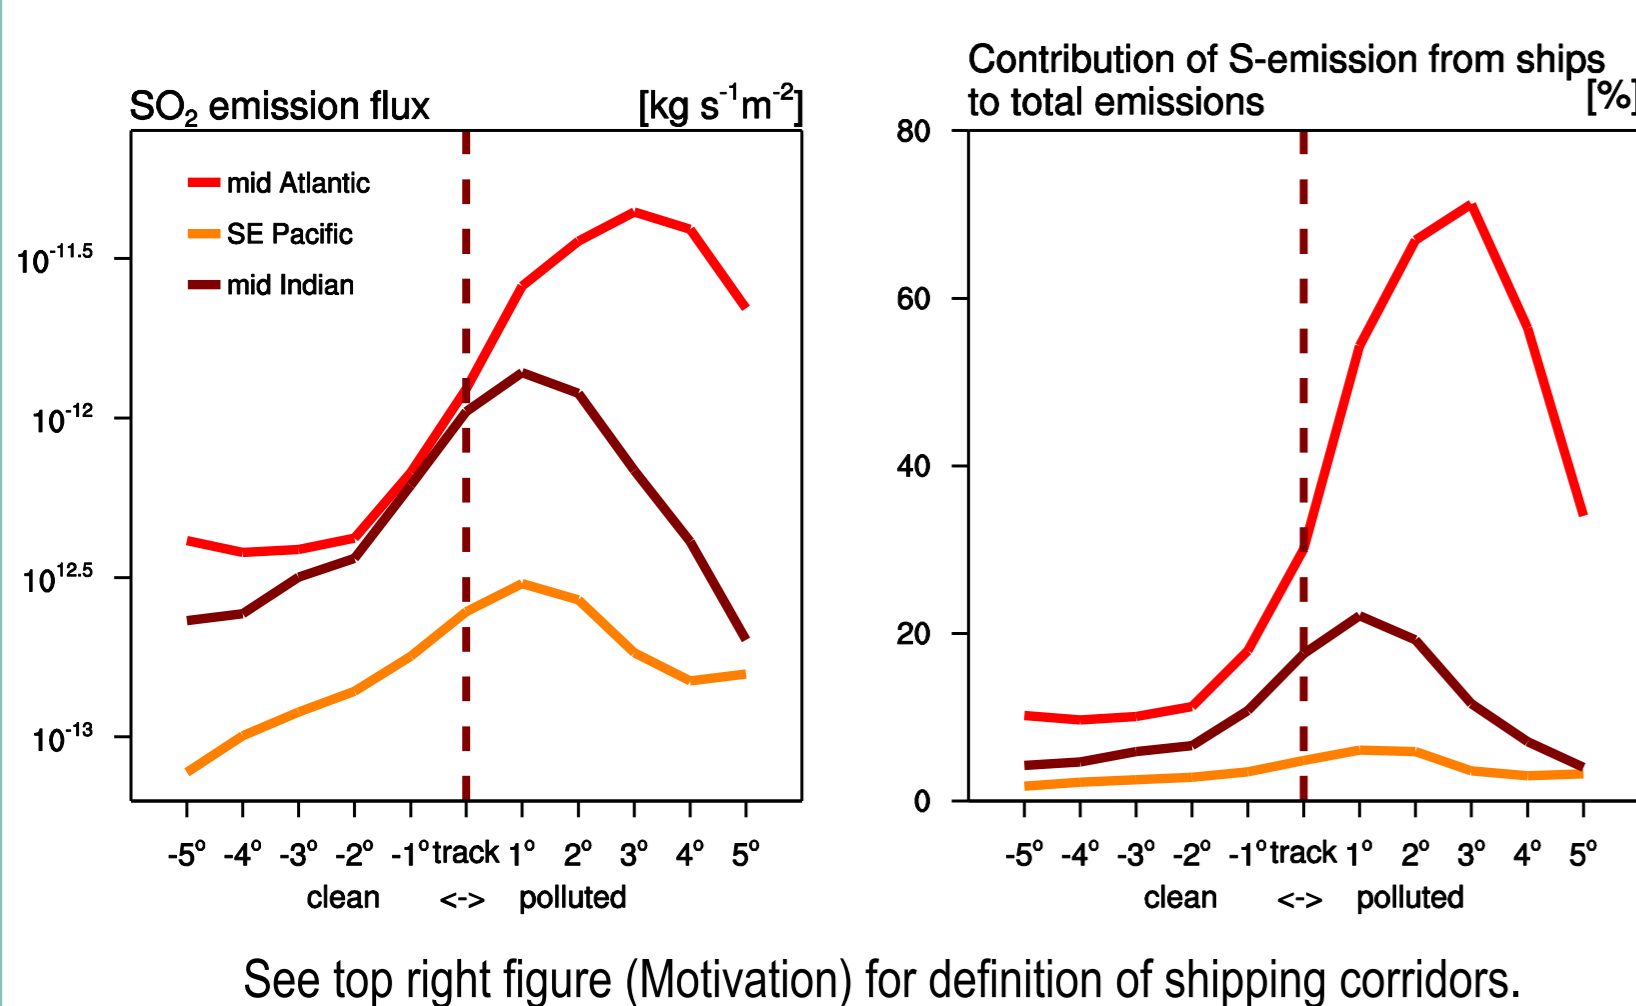 SO₂ emission flux [kg s⁻¹m⁻²]
mid Atlantic
SE Pacific
mid Indian
10⁻¹¹·⁵
10⁻¹²
10¹²·⁵
10⁻¹³
-5° -4° -3° -2° -1° track 1° 2° 3° 4° 5°
clean <-> polluted
Contribution of S-emission from ships
to total emissions [%]
80
60
40
20
0
-5° -4° -3° -2° -1° track 1° 2° 3° 4° 5°
clean <-> polluted
See top right figure (Motivation) for definition of shipping corridors.